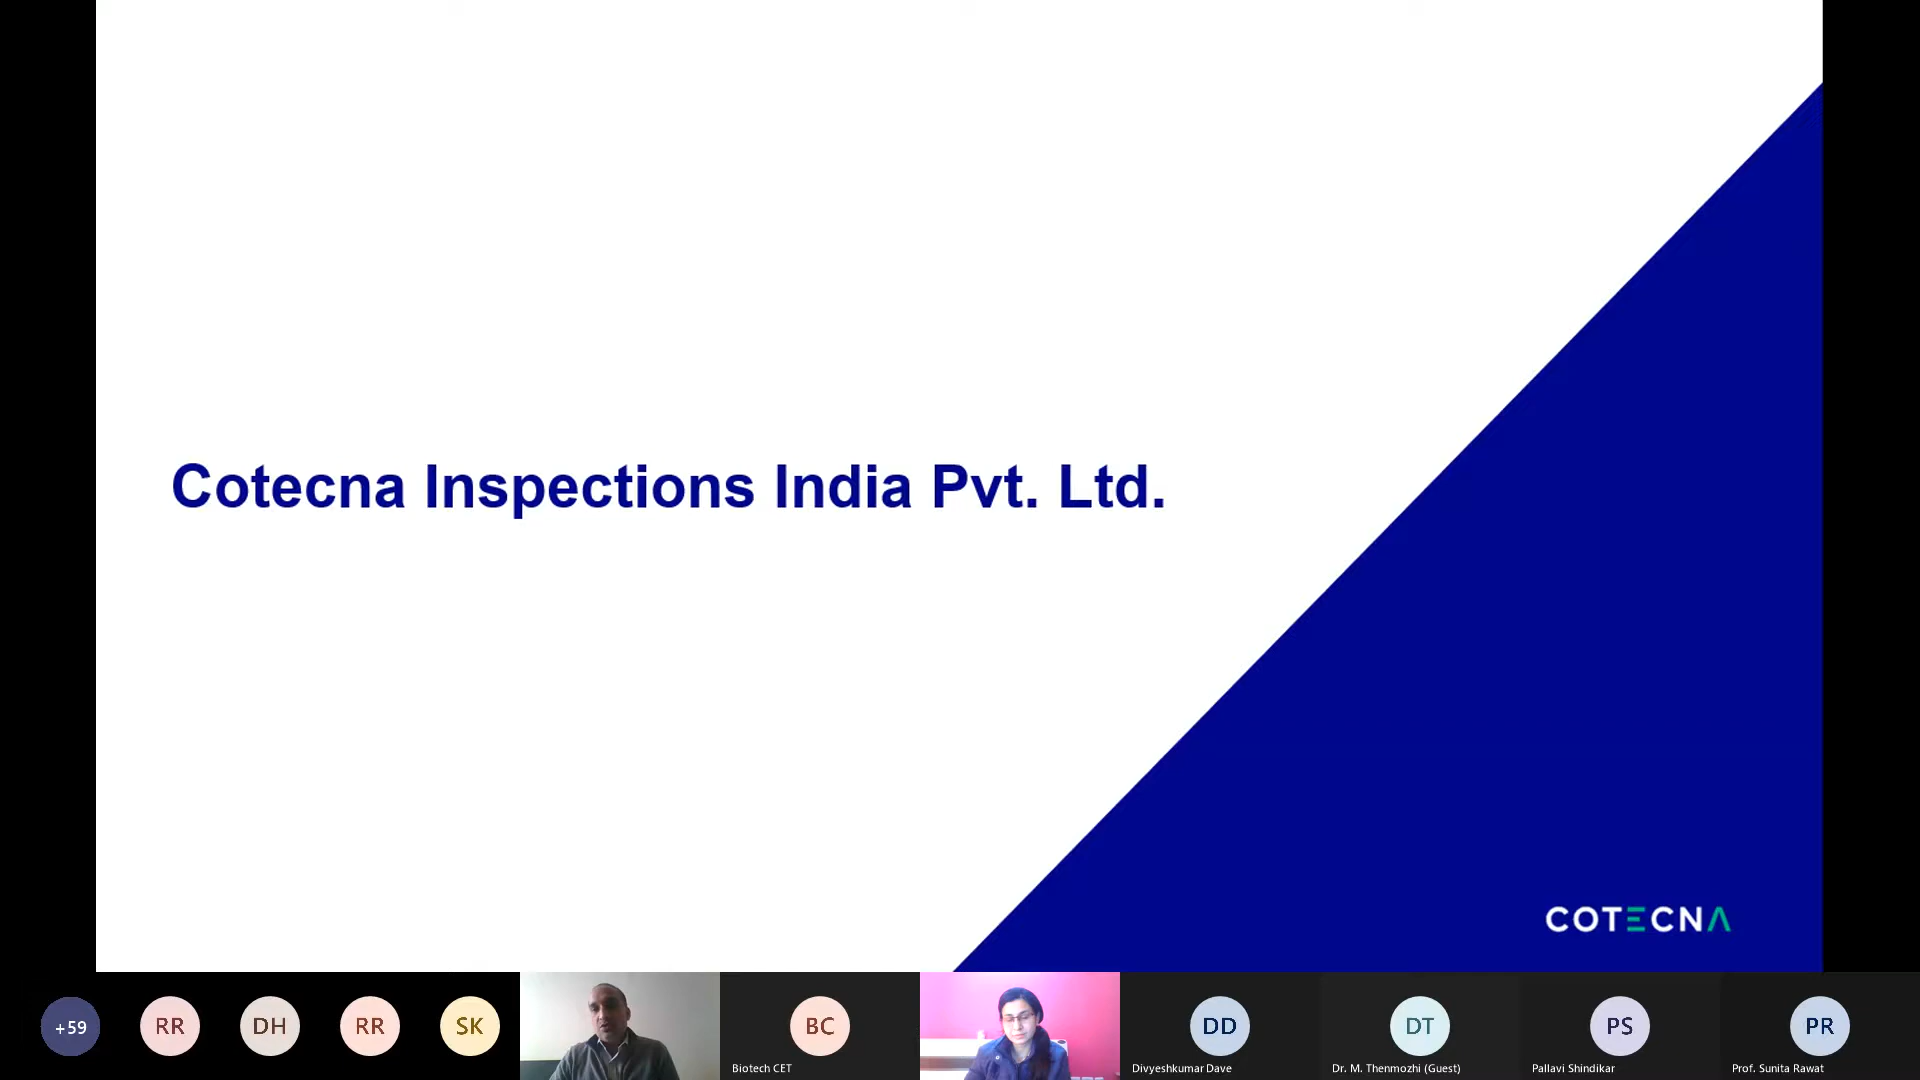 Cotecna Inspections India Pvt. Ltd.
COTECNA
+59
RR
DH
RR
SK
BC
DD
DT
PS
PR
Biotech CET
Divyeshkumar Dave
Dr. M. Thenmozhi (Guest)
Pallavi Shindikar
Prof. Sunita Rawat